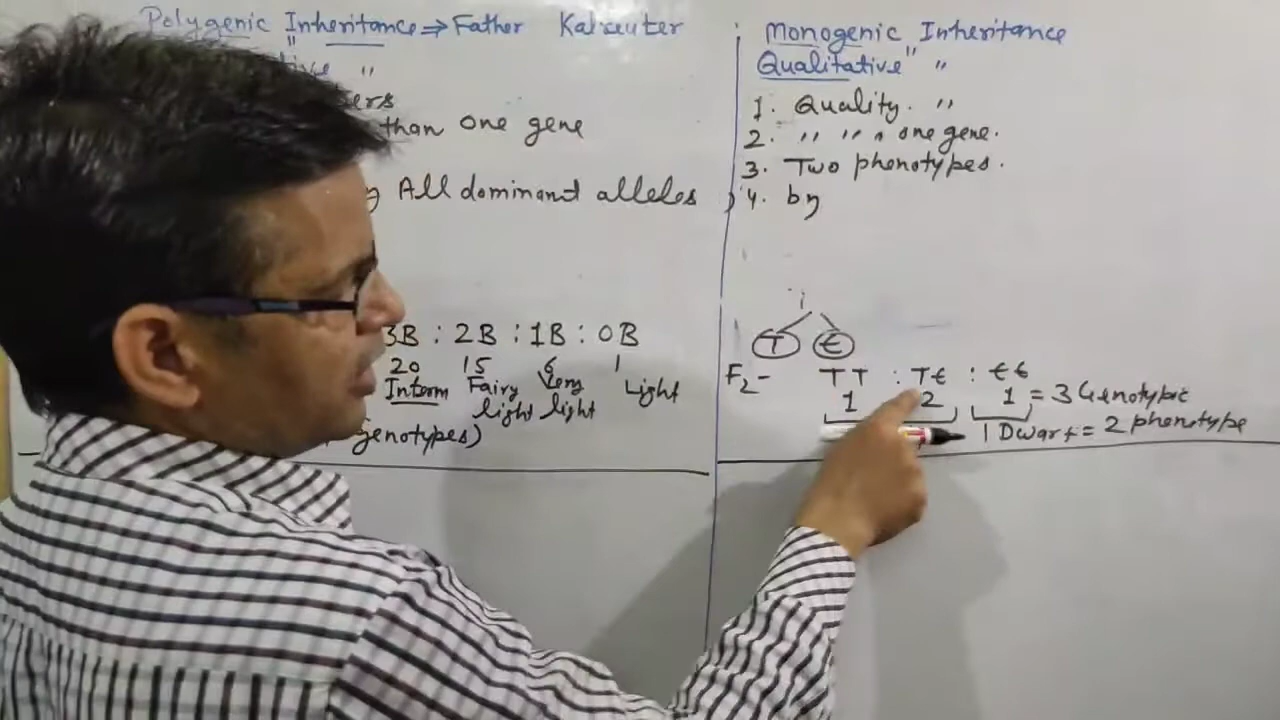 Polygenic Inheritance ⇒ Father Kalreuter
tive "
ers
than one gene
All dominant alleles
3B : 2B : 1B : 0B
20 15 6 1
Interm Fairy Very Light
light light
genotypes)
Monogenic Inheritance
Qualitative " "
1. Quality. "
2. " " " one gene.
3. Two phenotypes.
4. by
T t
F2- TT : Tt : tt
1 2 1 = 3 Genotypic
1 Dwarf = 2 phenotype